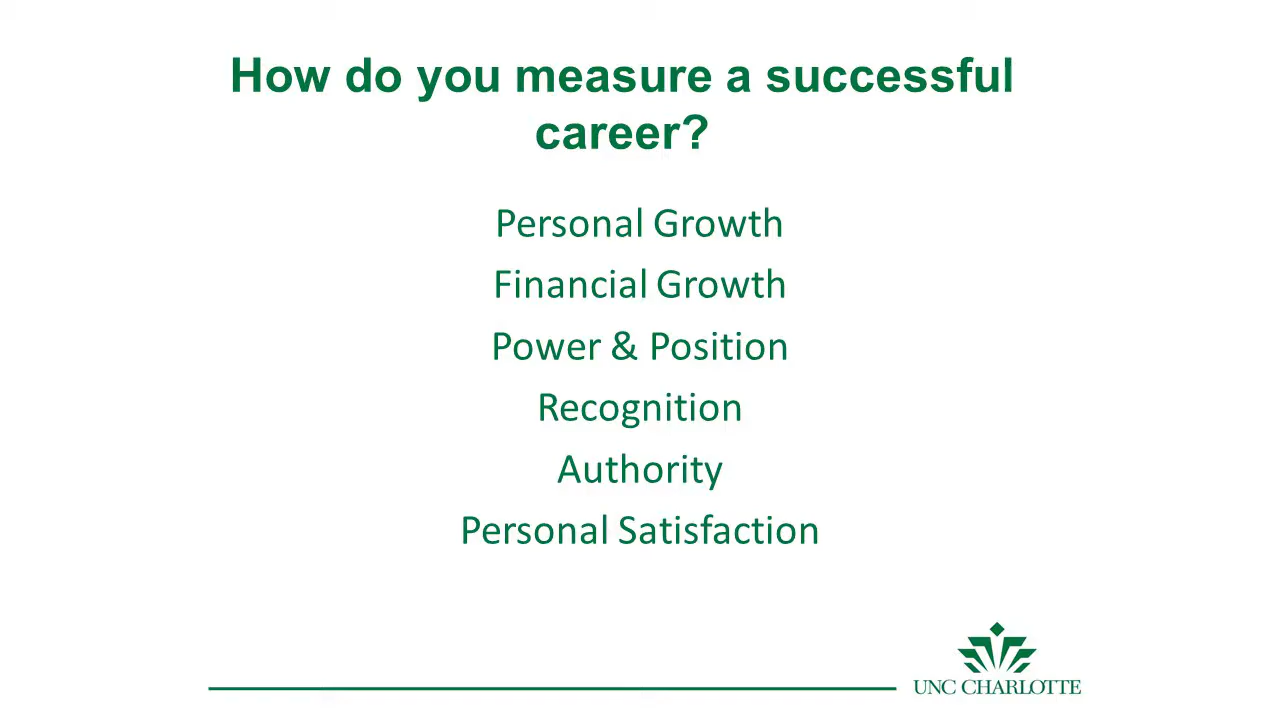 How do you measure a successful
career?
Personal Growth
Financial Growth
Power & Position
Recognition
Authority
Personal Satisfaction
UNC CHARLOTTE